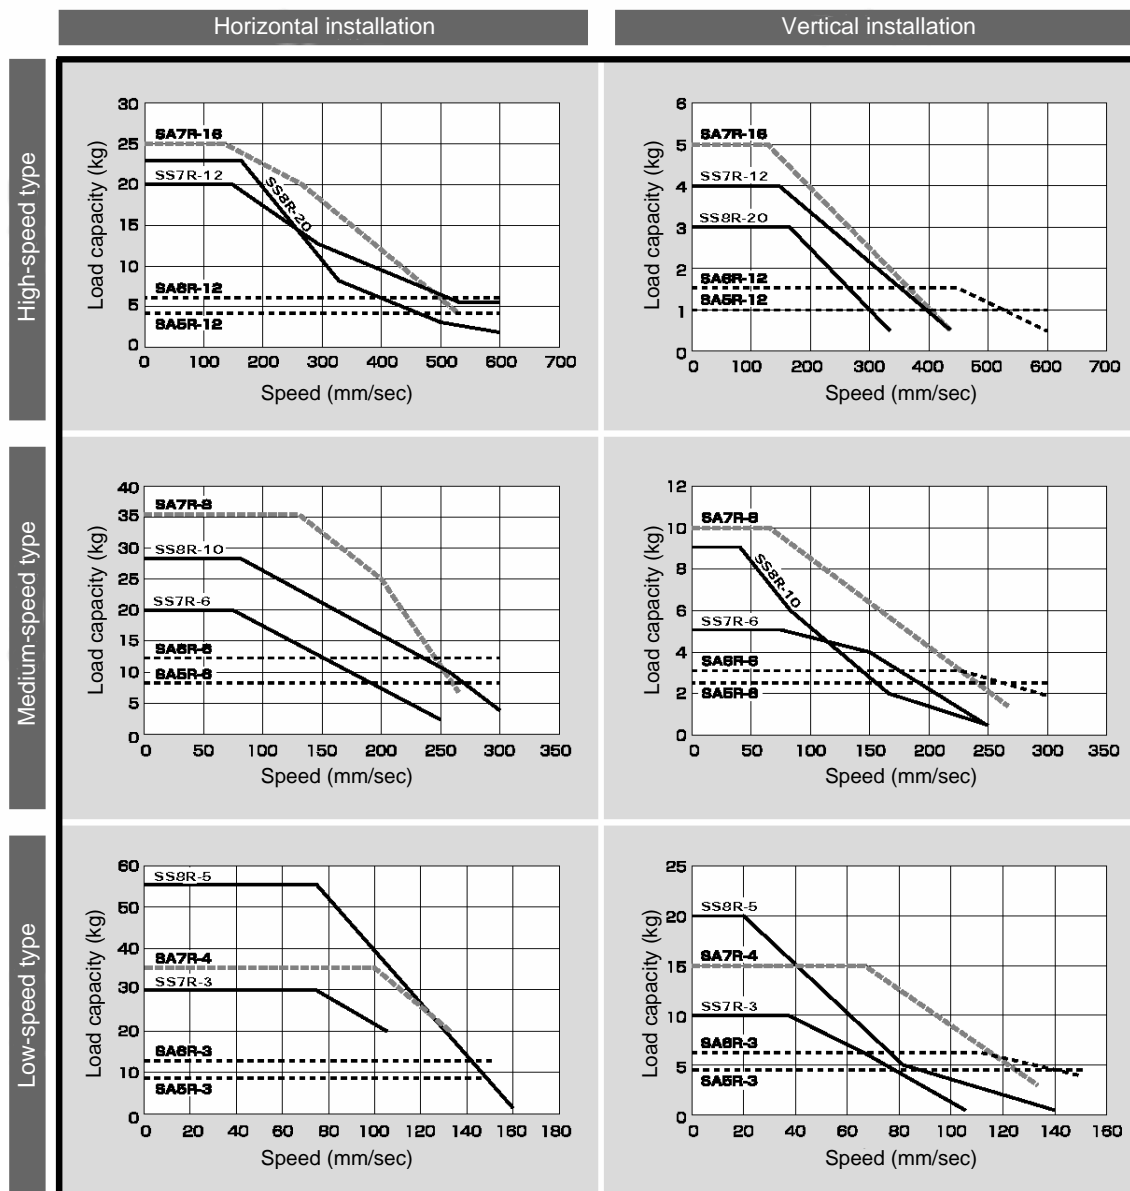 Horizontal installation
Vertical installation
High-speed type
Load capacity (kg)
30
25
20
15
10
5
0
SA7R-16
SS7R-12
SS8R-20
SA6R-12
SA5R-12
0 100 200 300 400 500 600 700
Speed (mm/sec)
Load capacity (kg)
6
5
4
3
2
1
0
SA7R-16
SS7R-12
SS8R-20
SA6R-12
SA5R-12
0 100 200 300 400 500 600 700
Speed (mm/sec)
Medium-speed type
Load capacity (kg)
40
35
30
25
20
15
10
5
0
SA7R-8
SS8R-10
SS7R-6
SA6R-6
SA5R-6
0 50 100 150 200 250 300 350
Speed (mm/sec)
Load capacity (kg)
12
10
8
6
4
2
0
SA7R-8
SS8R-10
SS7R-6
SA6R-6
SA5R-6
0 50 100 150 200 250 300 350
Speed (mm/sec)
Low-speed type
Load capacity (kg)
60
50
40
30
20
10
0
SS8R-5
SA7R-4
SS7R-3
SA6R-3
SA5R-3
0 20 40 60 80 100 120 140 160 180
Speed (mm/sec)
Load capacity (kg)
25
20
15
10
5
0
SS8R-5
SA7R-4
SS7R-3
SA6R-3
SA5R-3
0 20 40 60 80 100 120 140 160
Speed (mm/sec)